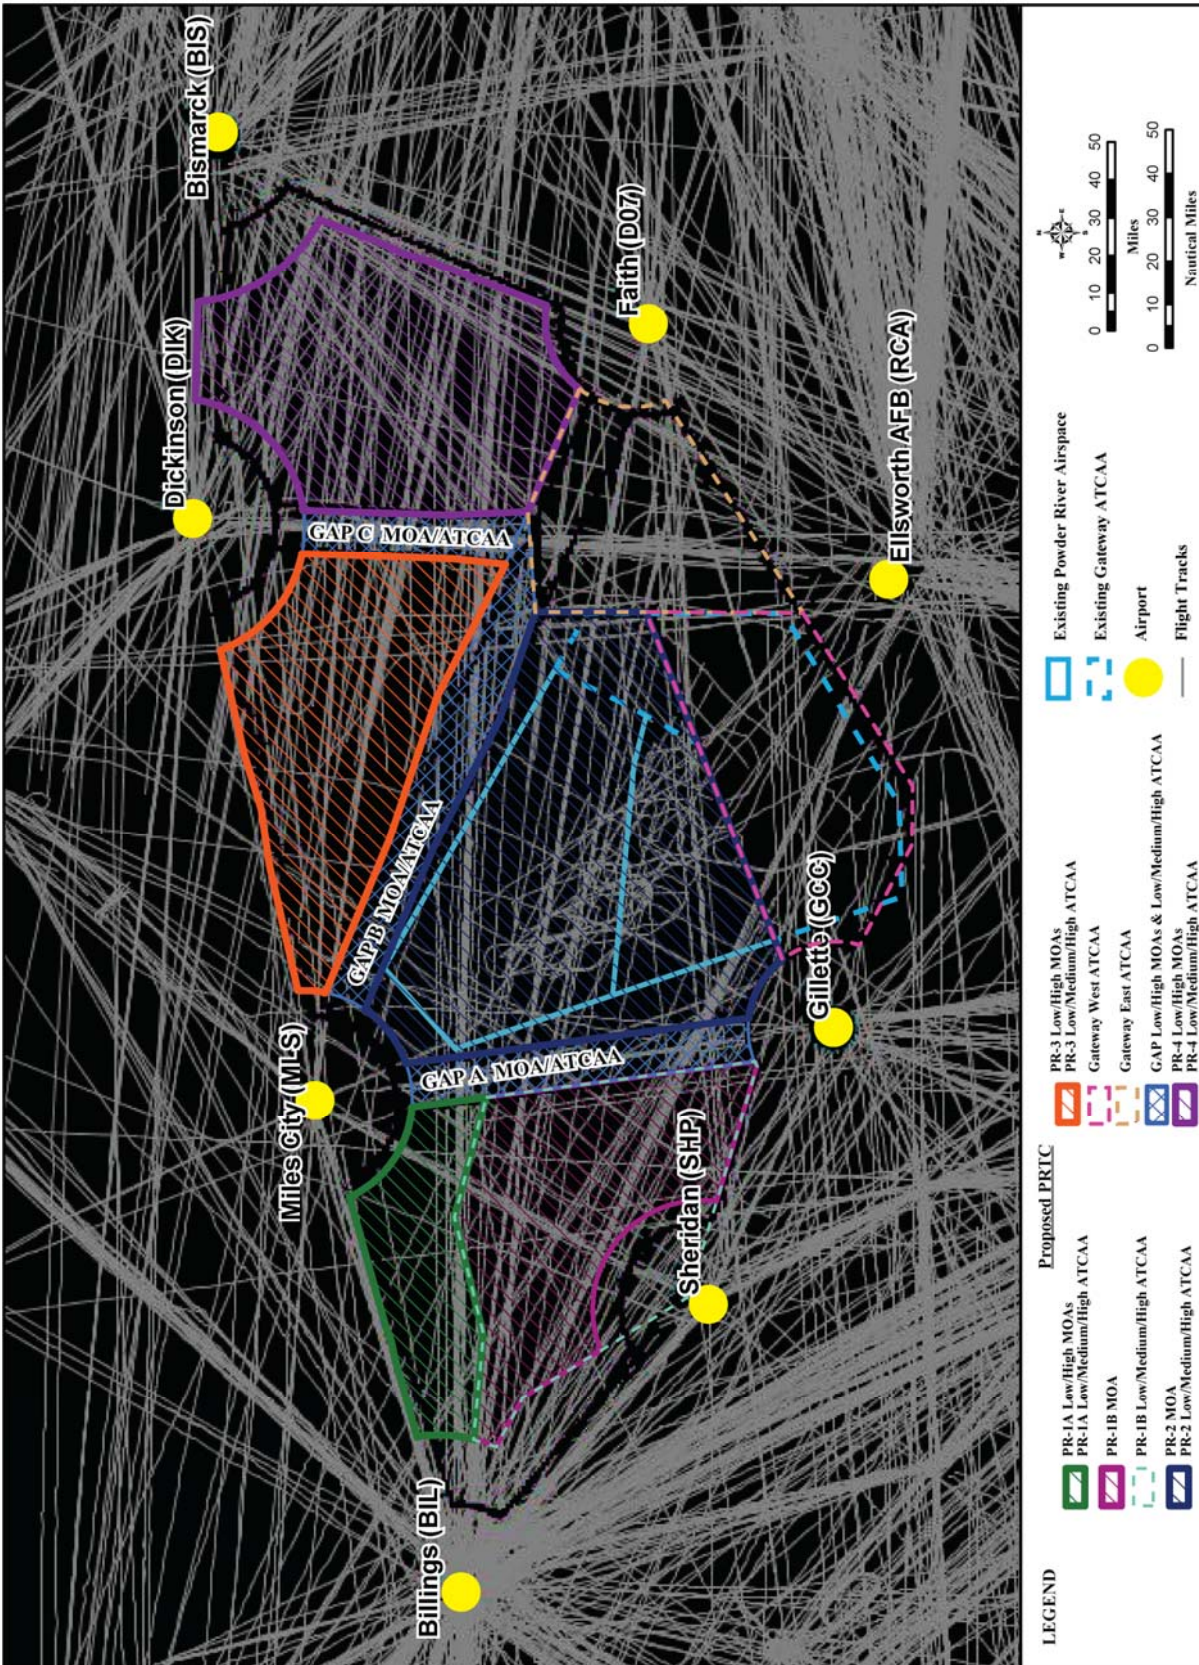 Bismarck (BIS)
Dickinson (DIK)
Miles City (MLS)
Billings (BIL)
Faith (D07)
Sheridan (SHP)
Gillette (GCC)
Ellsworth AFB (RCA)
GAP A MOA/ATCAA
GAP B MOA/ATCAA
GAP C MOA/ATCAA
LEGEND
Proposed PRTC
PR-1A Low/High MOAs
PR-1A Low/Medium/High ATCAA
PR-1B MOA
PR-1B Low/Medium/High ATCAA
PR-2 MOA
PR-2 Low/Medium/High ATCAA
PR-3 Low/High MOAs
PR-3 Low/Medium/High ATCAA
Gateway West ATCAA
Gateway East ATCAA
GAP Low/High MOAs & Low/Medium/High ATCAA
PR-4 Low/High MOAs
PR-4 Low/Medium/High ATCAA
Existing Powder River Airspace
Existing Gateway ATCAA
Airport
Flight Tracks
N
W
E
S
0 10 20 30 40 50
Miles
0 10 20 30 40 50
Nautical Miles